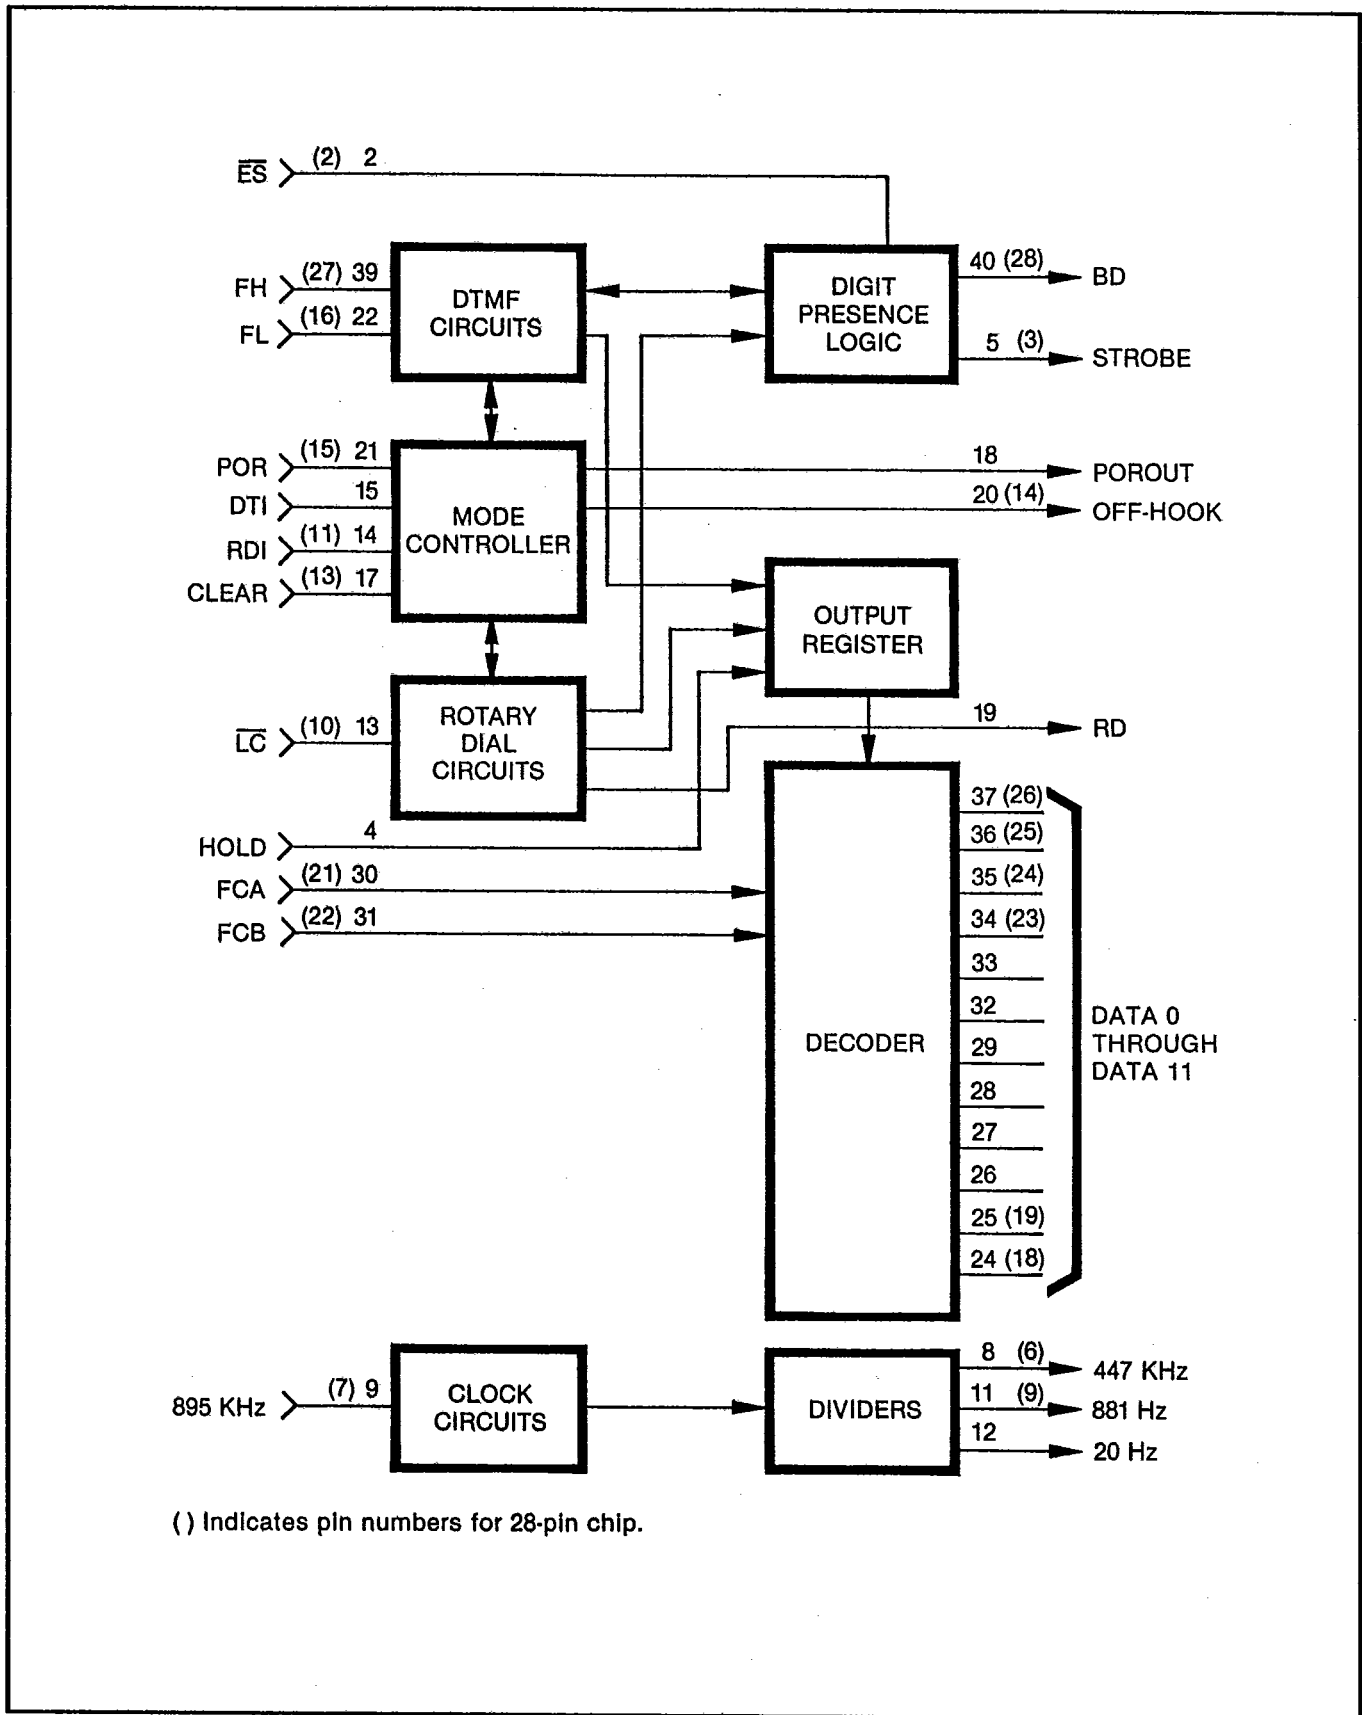 ES (2) 2
FH (27) 39
FL (16) 22
DTMF
CIRCUITS
DIGIT
PRESENCE
LOGIC
40 (28) BD
5 (3) STROBE
POR (15) 21
DTI 15
RDI (11) 14
CLEAR (13) 17
MODE
CONTROLLER
18 POROUT
20 (14) OFF-HOOK
OUTPUT
REGISTER
LC (10) 13
ROTARY
DIAL
CIRCUITS
19 RD
HOLD 4
FCA (21) 30
FCB (22) 31
DECODER
37 (26)
36 (25)
35 (24)
34 (23)
33
32
29
28
27
26
25 (19)
24 (18)
DATA 0
THROUGH
DATA 11
895 KHz (7) 9
CLOCK
CIRCUITS
DIVIDERS
8 (6) 447 KHz
11 (9) 881 Hz
12 20 Hz
( ) Indicates pin numbers for 28-pin chip.